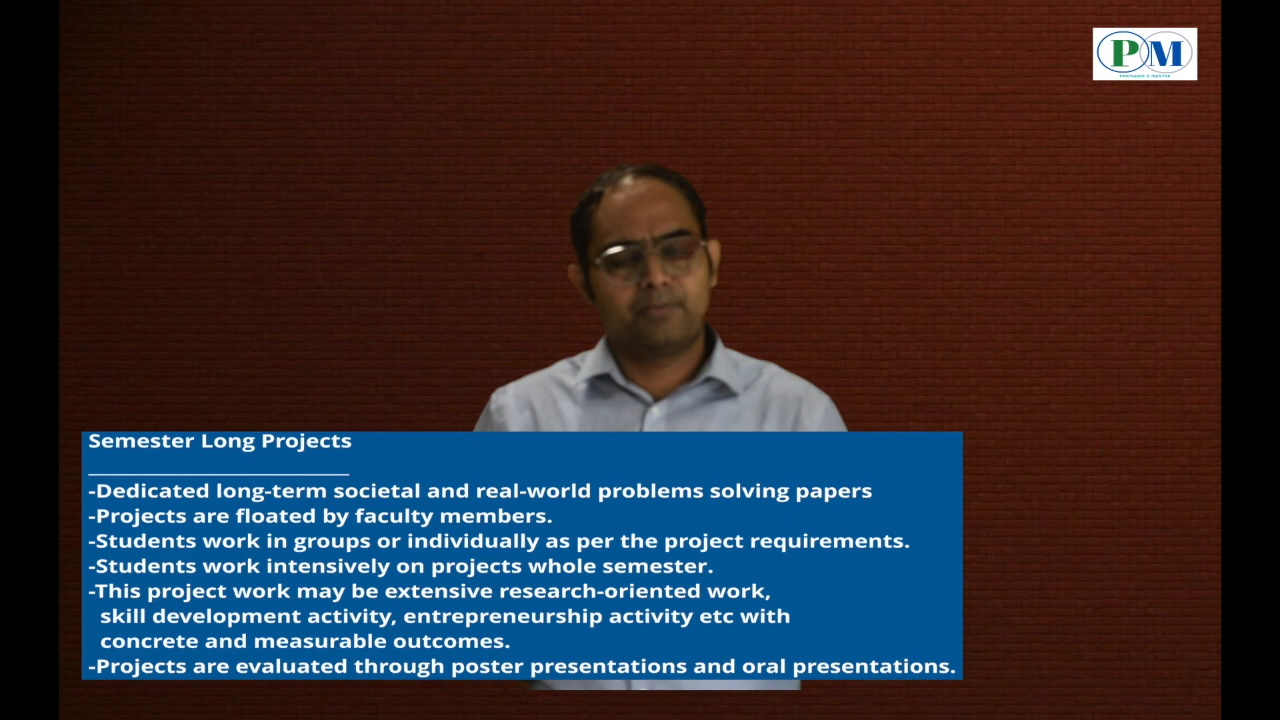 PM
Semester Long Projects
-Dedicated long-term societal and real-world problems solving papers
-Projects are floated by faculty members.
-Students work in groups or individually as per the project requirements.
-Students work intensively on projects whole semester.
-This project work may be extensive research-oriented work,
skill development activity, entrepreneurship activity etc with
concrete and measurable outcomes.
-Projects are evaluated through poster presentations and oral presentations.